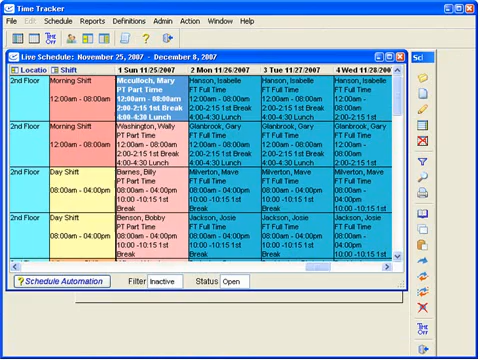 Time Tracker
File Edit Schedule Reports Definitions Admin Action Window Help
Time Off
Live Schedule: November 25, 2007 - December 8, 2007
Scl
Locatio Shift 1 Sun 11/25/2007 2 Mon 11/26/2007 3 Tue 11/27/2007 4 Wed 11/28/200
2nd Floor Morning Shift Mcculloch, Mary Hanson, Isabelle Hanson, Isabelle Hanson, Isabelle
PT Part Time FT Full Time FT Full Time FT Full Time
12:00am - 08:00am 12:00am - 08:00am 12:00am - 08:00am 12:00am - 08:00am 12:00am -
2:00-2:15 1st Break 2:00-2:15 1st Break 2:00-2:15 1st Break 08:00am
4:00-4:30 Lunch 4:00-4:30 Lunch 4:00-4:30 Lunch 2:00-2:15 1st
2nd Floor Morning Shift Washington, Wally Glanbrook, Gary Glanbrook, Gary Glanbrook, Gary
PT Part Time FT Full Time FT Full Time FT Full Time
12:00am - 08:00am 12:00am - 08:00am 12:00am - 08:00am 12:00am - 08:00am 12:00am -
2:00-2:15 1st Break 2:00-2:15 1st Break 2:00-2:15 1st Break 08:00am
4:00-4:30 Lunch 4:00-4:30 Lunch 4:00-4:30 Lunch 2:00-2:15 1st
2nd Floor Day Shift Barnes, Billy Milverton, Mave Milverton, Mave Milverton, Mave
PT Part Time FT Full Time FT Full Time FT Full Time
08:00am - 04:00pm 08:00am - 04:00pm 08:00am - 04:00pm 08:00am - 04:00pm 08:00am -
10:00 -10:15 1st 10:00 -10:15 1st 10:00 -10:15 1st 04:00pm
Break Break Break 10:00 -10:15 1st
2nd Floor Day Shift Benson, Bobby Jackson, Josie Jackson, Josie Jackson, Josie
PT Part Time FT Full Time FT Full Time FT Full Time
08:00am - 04:00pm 08:00am - 04:00pm 08:00am - 04:00pm 08:00am - 04:00pm 08:00am -
10:00 -10:15 1st 10:00 -10:15 1st 10:00 -10:15 1st 04:00pm
Break Break Break 10:00 -10:15 1st
? Schedule Automation Filter Inactive Status Open
Time Off